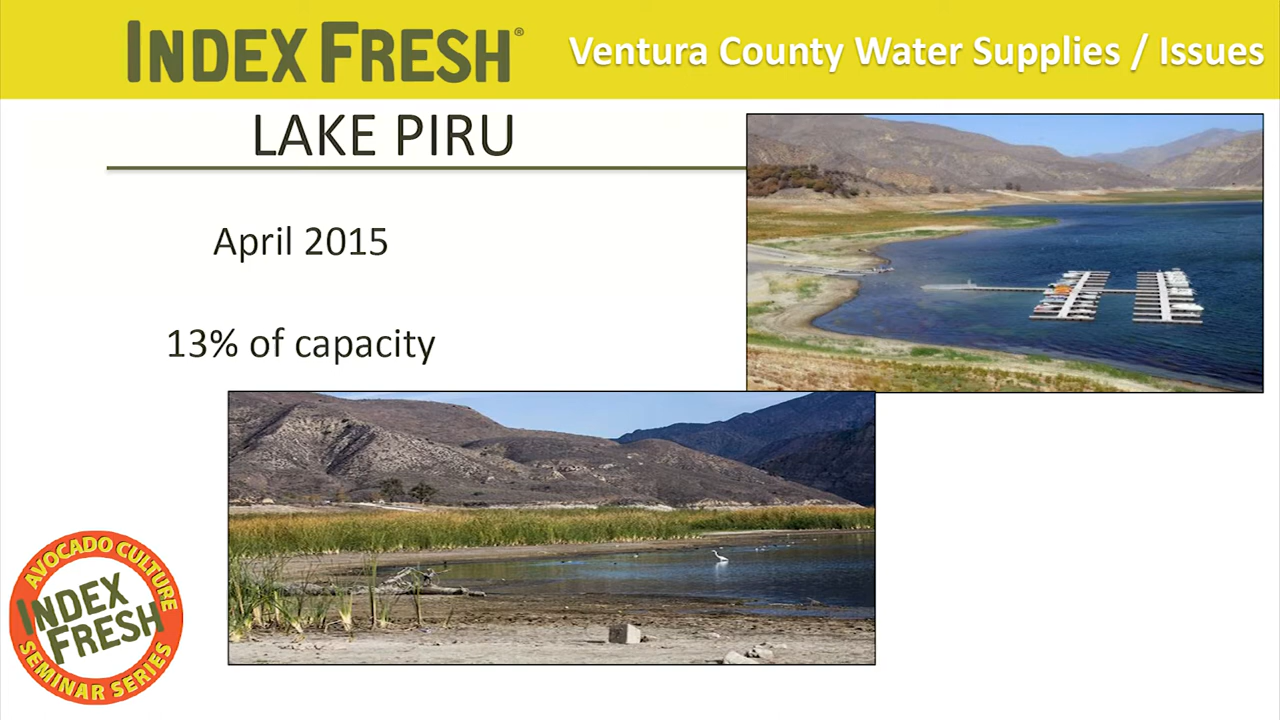 INDEX FRESH®
Ventura County Water Supplies / Issues
LAKE PIRU
April 2015
13% of capacity
AVOCADO CULTURE
INDEX
FRESH
SEMINAR SERIES